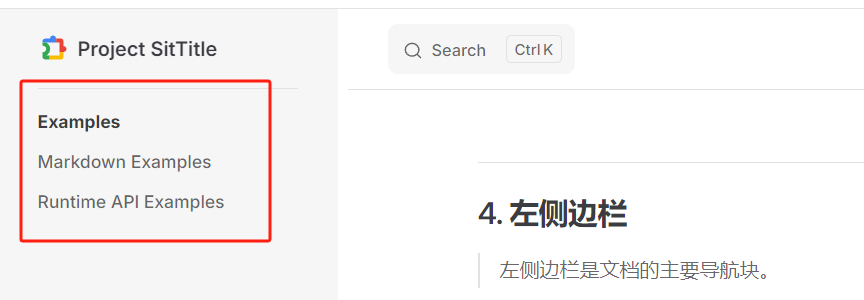 Project SitTitle
Search Ctrl K
Examples
Markdown Examples
Runtime API Examples
4. 左侧边栏
左侧边栏是文档的主要导航块。